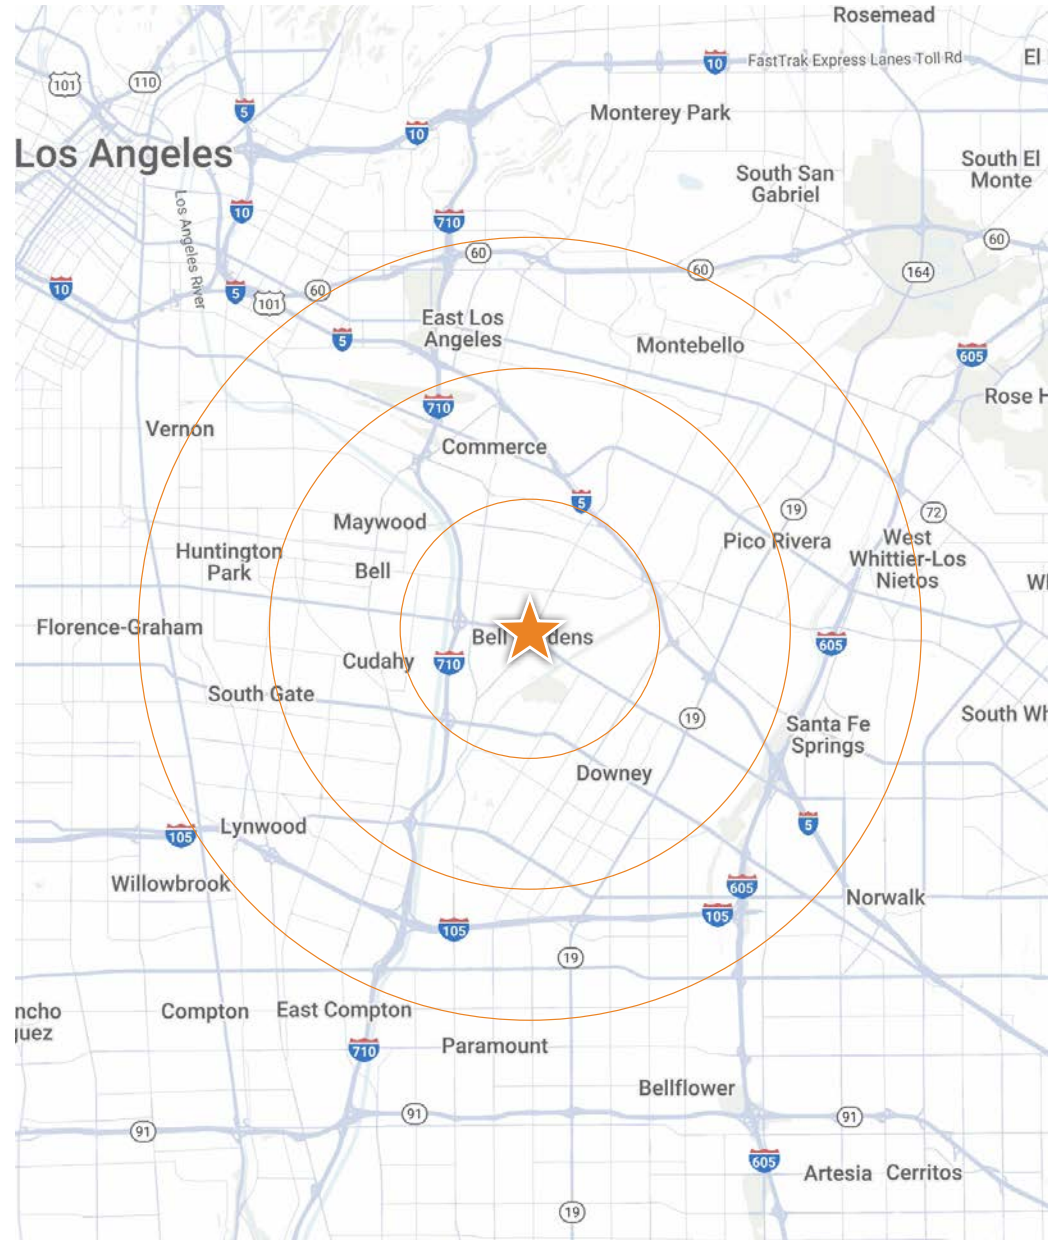 Rosemead
101
110
10
FastTrak Express Lanes Toll Rd
El
5
Monterey Park
10
Los Angeles
South San
Gabriel
South El
Monte
Los Angeles River
10
710
60
60
60
164
10
5
101
60
East Los
Angeles
5
Montebello
605
Rose H
710
Vernon
Commerce
5
19
72
Maywood
Pico Rivera
West
Whittier-Los
Nietos
Huntington
Park
Bell
Florence-Graham
Bell
dens
605
Cudahy
710
South Gate
19
Santa Fe
Springs
South Wh
Downey
105
Lynwood
5
Willowbrook
605
Norwalk
105
105
19
ncho
guez
Compton
East Compton
710
Paramount
Bellflower
91
91
91
605
Artesia
Cerritos
19